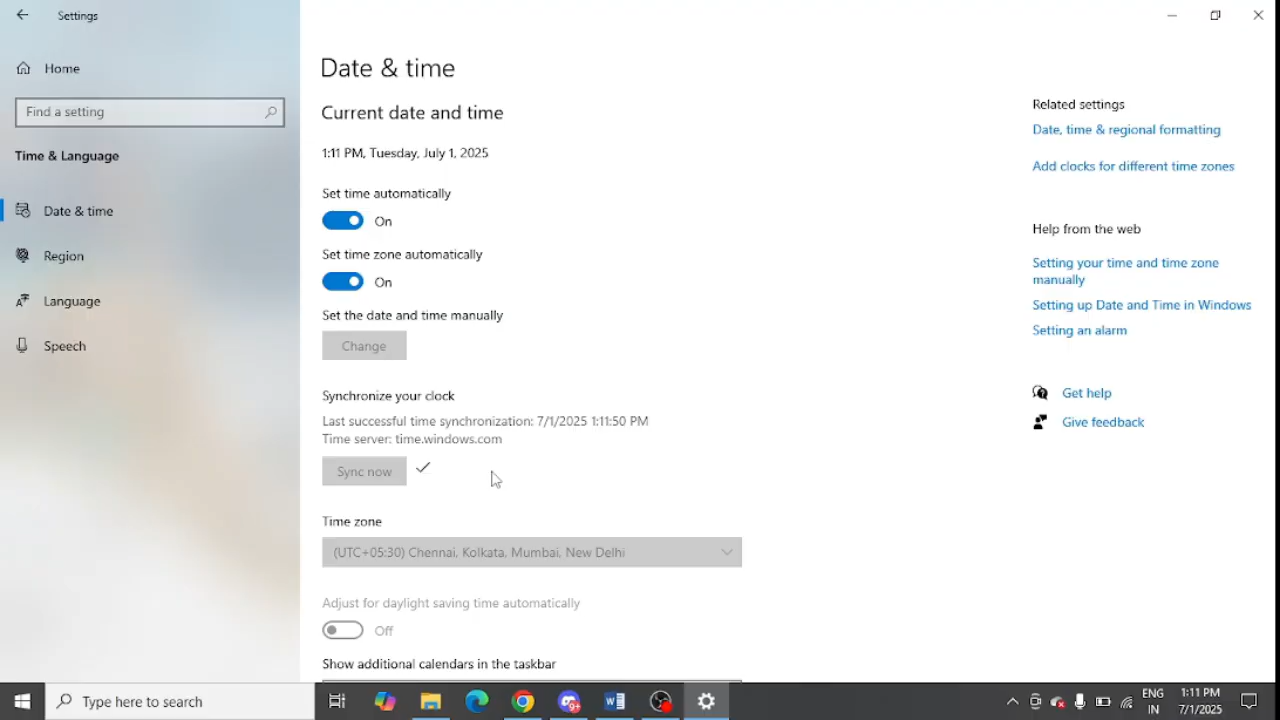 Settings
Home
Find a setting
Time & Language
Date & time
Region
Language
Speech
Date & time
Current date and time
1:11 PM, Tuesday, July 1, 2025
Set time automatically
On
Set time zone automatically
On
Set the date and time manually
Change
Synchronize your clock
Last successful time synchronization: 7/1/2025 1:11:50 PM
Time server: time.windows.com
Sync now
Time zone
(UTC+05:30) Chennai, Kolkata, Mumbai, New Delhi
Adjust for daylight saving time automatically
Off
Show additional calendars in the taskbar
Related settings
Date, time & regional formatting
Add clocks for different time zones
Help from the web
Setting your time and time zone
manually
Setting up Date and Time in Windows
Setting an alarm
Get help
Give feedback
Type here to search
9+
ENG
IN
1:11 PM
7/1/2025